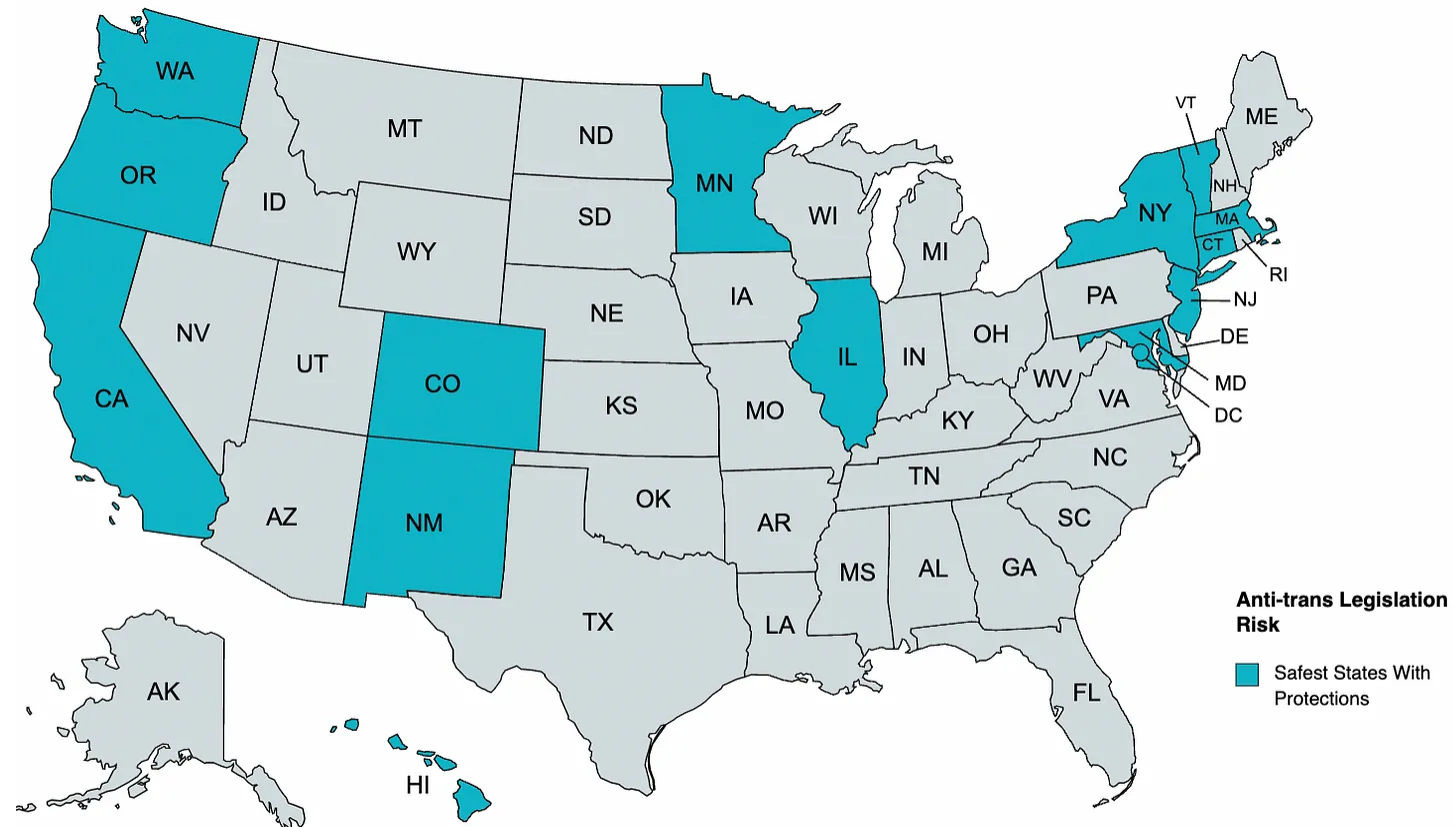 WA
MT
ND
MN
OR
ID
SD
WI
WY
MI
VT
ME
NH
NY
MA
CT
RI
NJ
DE
MD
DC
PA
IA
NE
NV
UT
CO
CA
IL
IN
OH
WV
VA
KS
MO
KY
NC
TN
OK
AZ
NM
AR
SC
MS
AL
GA
TX
LA
FL
AK
HI
Anti-trans Legislation
Risk
Safest States With
Protections